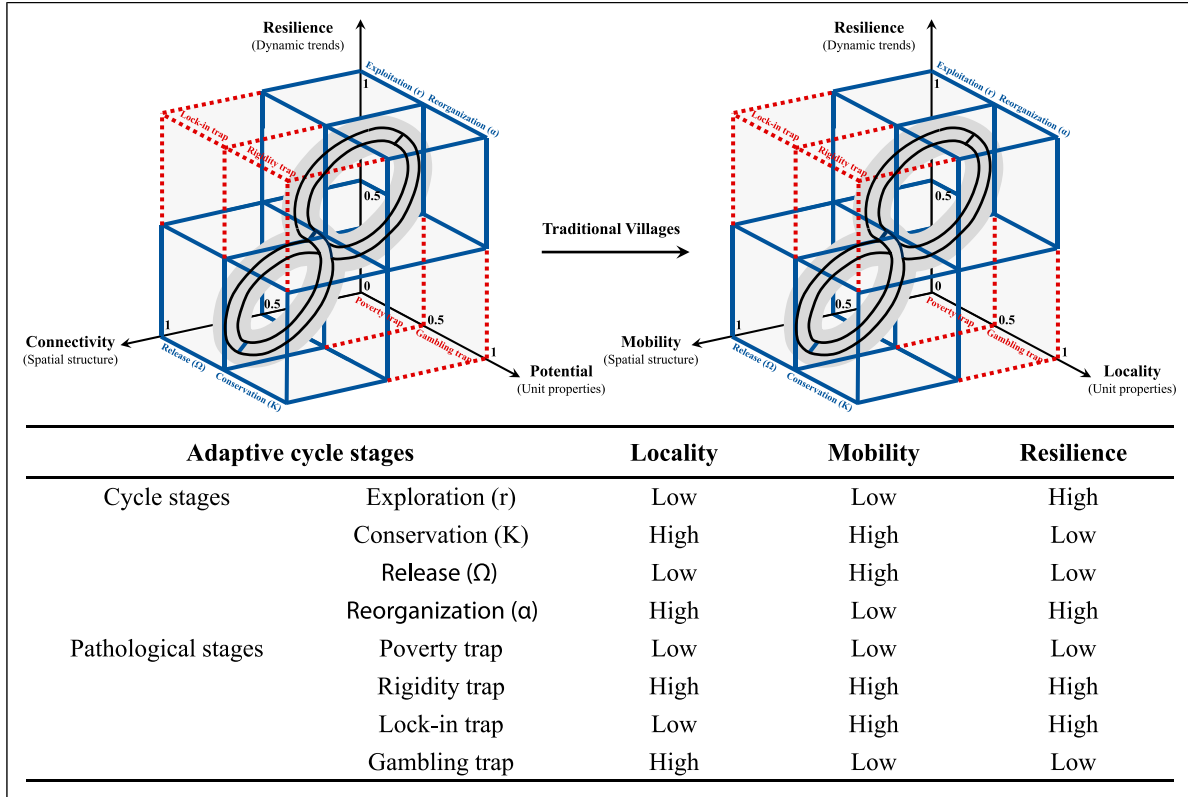 Resilience
(Dynamic trends)
Exploitation (r)
Reorganization (α)
1
Lock-in trap
Rigidity trap
0.5
0
0.5
1
Poverty trap
0.5
Gambling trap
1
Connectivity
(Spatial structure)
Release (Ω)
Conservation (K)
Potential
(Unit properties)
Traditional Villages
Resilience
(Dynamic trends)
Exploitation (r)
Reorganization (α)
1
Lock-in trap
Rigidity trap
0.5
0
0.5
1
Poverty trap
0.5
Gambling trap
1
Mobility
(Spatial structure)
Release (Ω)
Conservation (K)
Locality
(Unit properties)
Adaptive cycle stages Locality Mobility Resilience
Cycle stages Exploration (r) Low Low High
Conservation (K) High High Low
Release (Ω) Low High Low
Reorganization (α) High Low High
Pathological stages Poverty trap Low Low Low
Rigidity trap High High High
Lock-in trap Low High High
Gambling trap High Low Low